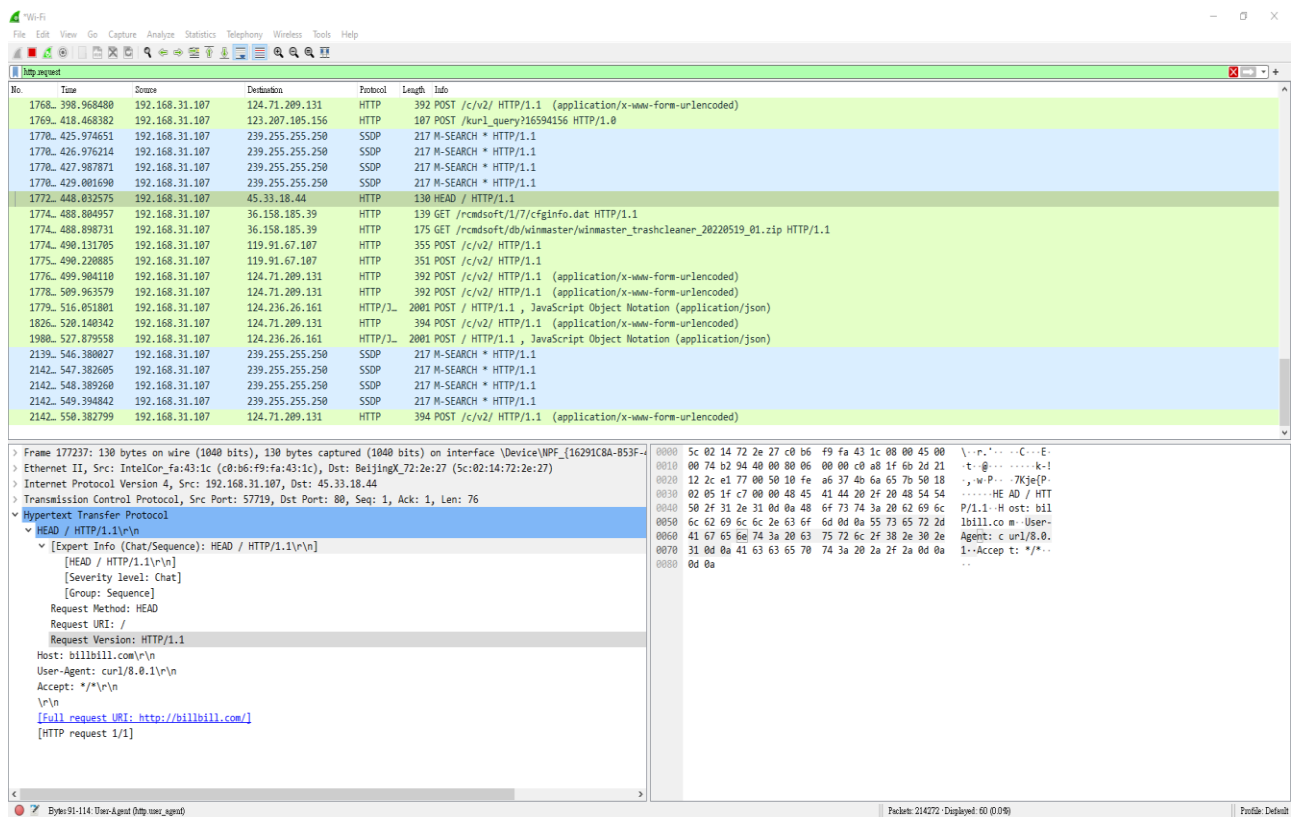 *Wi-Fi
File Edit View Go Capture Analyze Statistics Telephony Wireless Tools Help
http.request
No. Time Source Destination Protocol Length Info
1768… 398.968480 192.168.31.107 124.71.209.131 HTTP 392 POST /c/v2/ HTTP/1.1 (application/x-www-form-urlencoded)
1769… 418.468382 192.168.31.107 123.207.105.156 HTTP 107 POST /kurl_query?16594156 HTTP/1.0
1770… 425.974651 192.168.31.107 239.255.255.250 SSDP 217 M-SEARCH * HTTP/1.1
1770… 426.976214 192.168.31.107 239.255.255.250 SSDP 217 M-SEARCH * HTTP/1.1
1770… 427.987871 192.168.31.107 239.255.255.250 SSDP 217 M-SEARCH * HTTP/1.1
1770… 429.001690 192.168.31.107 239.255.255.250 SSDP 217 M-SEARCH * HTTP/1.1
1772… 448.032575 192.168.31.107 45.33.18.44 HTTP 130 HEAD / HTTP/1.1
1774… 488.804957 192.168.31.107 36.158.185.39 HTTP 139 GET /rcmdsoft/1/7/cfginfo.dat HTTP/1.1
1774… 488.898731 192.168.31.107 36.158.185.39 HTTP 175 GET /rcmdsoft/db/winmaster/winmaster_trashcleaner_20220519_01.zip HTTP/1.1
1774… 490.131705 192.168.31.107 119.91.67.107 HTTP 355 POST /c/v2/ HTTP/1.1
1775… 490.220885 192.168.31.107 119.91.67.107 HTTP 351 POST /c/v2/ HTTP/1.1
1776… 499.904110 192.168.31.107 124.71.209.131 HTTP 392 POST /c/v2/ HTTP/1.1 (application/x-www-form-urlencoded)
1778… 509.963579 192.168.31.107 124.71.209.131 HTTP 392 POST /c/v2/ HTTP/1.1 (application/x-www-form-urlencoded)
1779… 516.051801 192.168.31.107 124.236.26.161 HTTP/J… 2001 POST / HTTP/1.1 , JavaScript Object Notation (application/json)
1826… 520.140342 192.168.31.107 124.71.209.131 HTTP 394 POST /c/v2/ HTTP/1.1 (application/x-www-form-urlencoded)
1980… 527.879558 192.168.31.107 124.236.26.161 HTTP/J… 2001 POST / HTTP/1.1 , JavaScript Object Notation (application/json)
2139… 546.380027 192.168.31.107 239.255.255.250 SSDP 217 M-SEARCH * HTTP/1.1
2142… 547.382605 192.168.31.107 239.255.255.250 SSDP 217 M-SEARCH * HTTP/1.1
2142… 548.389260 192.168.31.107 239.255.255.250 SSDP 217 M-SEARCH * HTTP/1.1
2142… 549.394842 192.168.31.107 239.255.255.250 SSDP 217 M-SEARCH * HTTP/1.1
2142… 550.382799 192.168.31.107 124.71.209.131 HTTP 394 POST /c/v2/ HTTP/1.1 (application/x-www-form-urlencoded)
Frame 177237: 130 bytes on wire (1040 bits), 130 bytes captured (1040 bits) on interface \Device\NPF_{16291C8A-B53F-
Ethernet II, Src: IntelCor_fa:43:1c (c0:b6:f9:fa:43:1c), Dst: BeijingX_72:2e:27 (5c:02:14:72:2e:27)
Internet Protocol Version 4, Src: 192.168.31.107, Dst: 45.33.18.44
Transmission Control Protocol, Src Port: 57719, Dst Port: 80, Seq: 1, Ack: 1, Len: 76
Hypertext Transfer Protocol
HEAD / HTTP/1.1\r\n
[Expert Info (Chat/Sequence): HEAD / HTTP/1.1\r\n]
[HEAD / HTTP/1.1\r\n]
[Severity level: Chat]
[Group: Sequence]
Request Method: HEAD
Request URI: /
Request Version: HTTP/1.1
Host: billbill.com\r\n
User-Agent: curl/8.0.1\r\n
Accept: */*\r\n
\r\n
[Full request URI: http://billbill.com/]
[HTTP request 1/1]
0000 5c 02 14 72 2e 27 c0 b6 f9 fa 43 1c 08 00 45 00 \··r.'·· ··C···E·
0010 00 74 b2 94 40 00 80 06 00 00 c0 a8 1f 6b 2d 21 ·t··@··· ·····k-!
0020 12 2c e1 77 00 50 10 fe a6 37 4b 6a 65 7b 50 18 ·,·w·P·· ·7Kje{P·
0030 02 05 1f c7 00 00 48 45 41 44 20 2f 20 48 54 54 ······HE AD / HTT
0040 50 2f 31 2e 31 0d 0a 48 6f 73 74 3a 20 62 69 6c P/1.1··H ost: bil
0050 6c 62 69 6c 6c 2e 63 6f 6d 0d 0a 55 73 65 72 2d lbill.co m··User-
0060 41 67 65 6e 74 3a 20 63 75 72 6c 2f 38 2e 30 2e Agent: c url/8.0.
0070 31 0d 0a 41 63 63 65 70 74 3a 20 2a 2f 2a 0d 0a 1··Accep t: */*··
0080 0d 0a ··
Bytes 91-114: User-Agent (http.user_agent)
Packets: 214272 · Displayed: 60 (0.0%)
Profile: Default